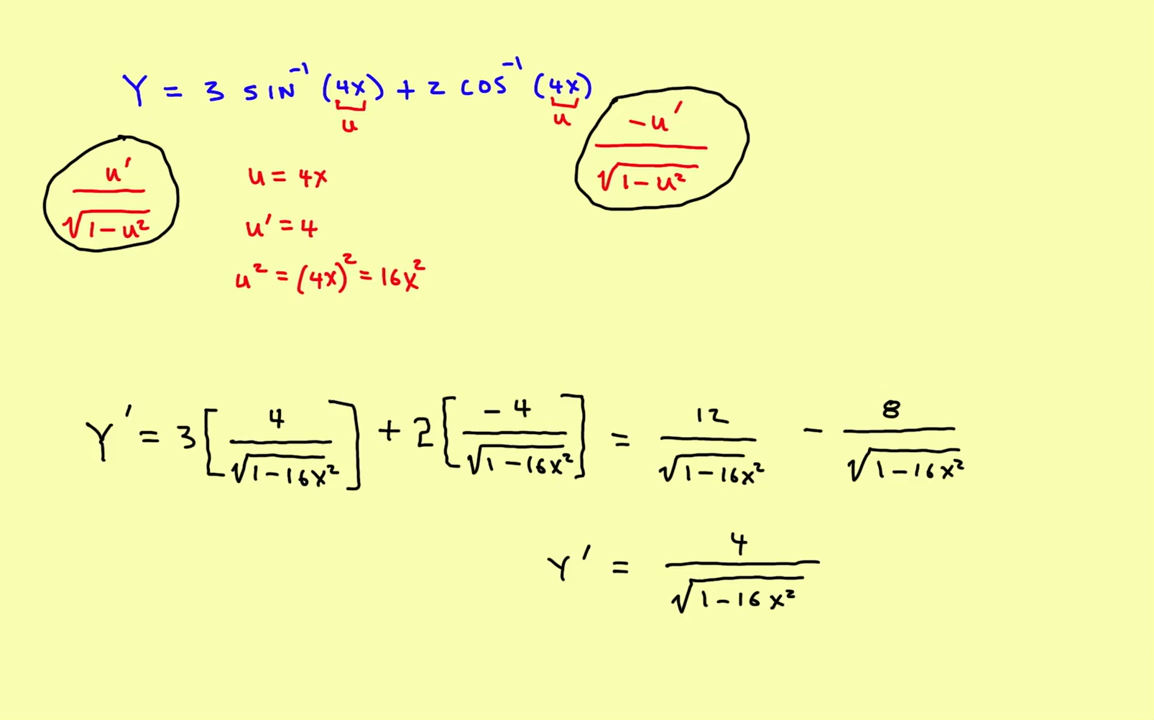 Y = 3 sin⁻¹ (4x) + 2 cos⁻¹ (4x)
u u
-u' / √(1-u²)
u' / √(1-u²)
u = 4x
u' = 4
u² = (4x)² = 16x²
Y' = 3[4 / √(1-16x²)] + 2[-4 / √(1-16x²)] = 12 / √(1-16x²) - 8 / √(1-16x²)
Y' = 4 / √(1-16x²)